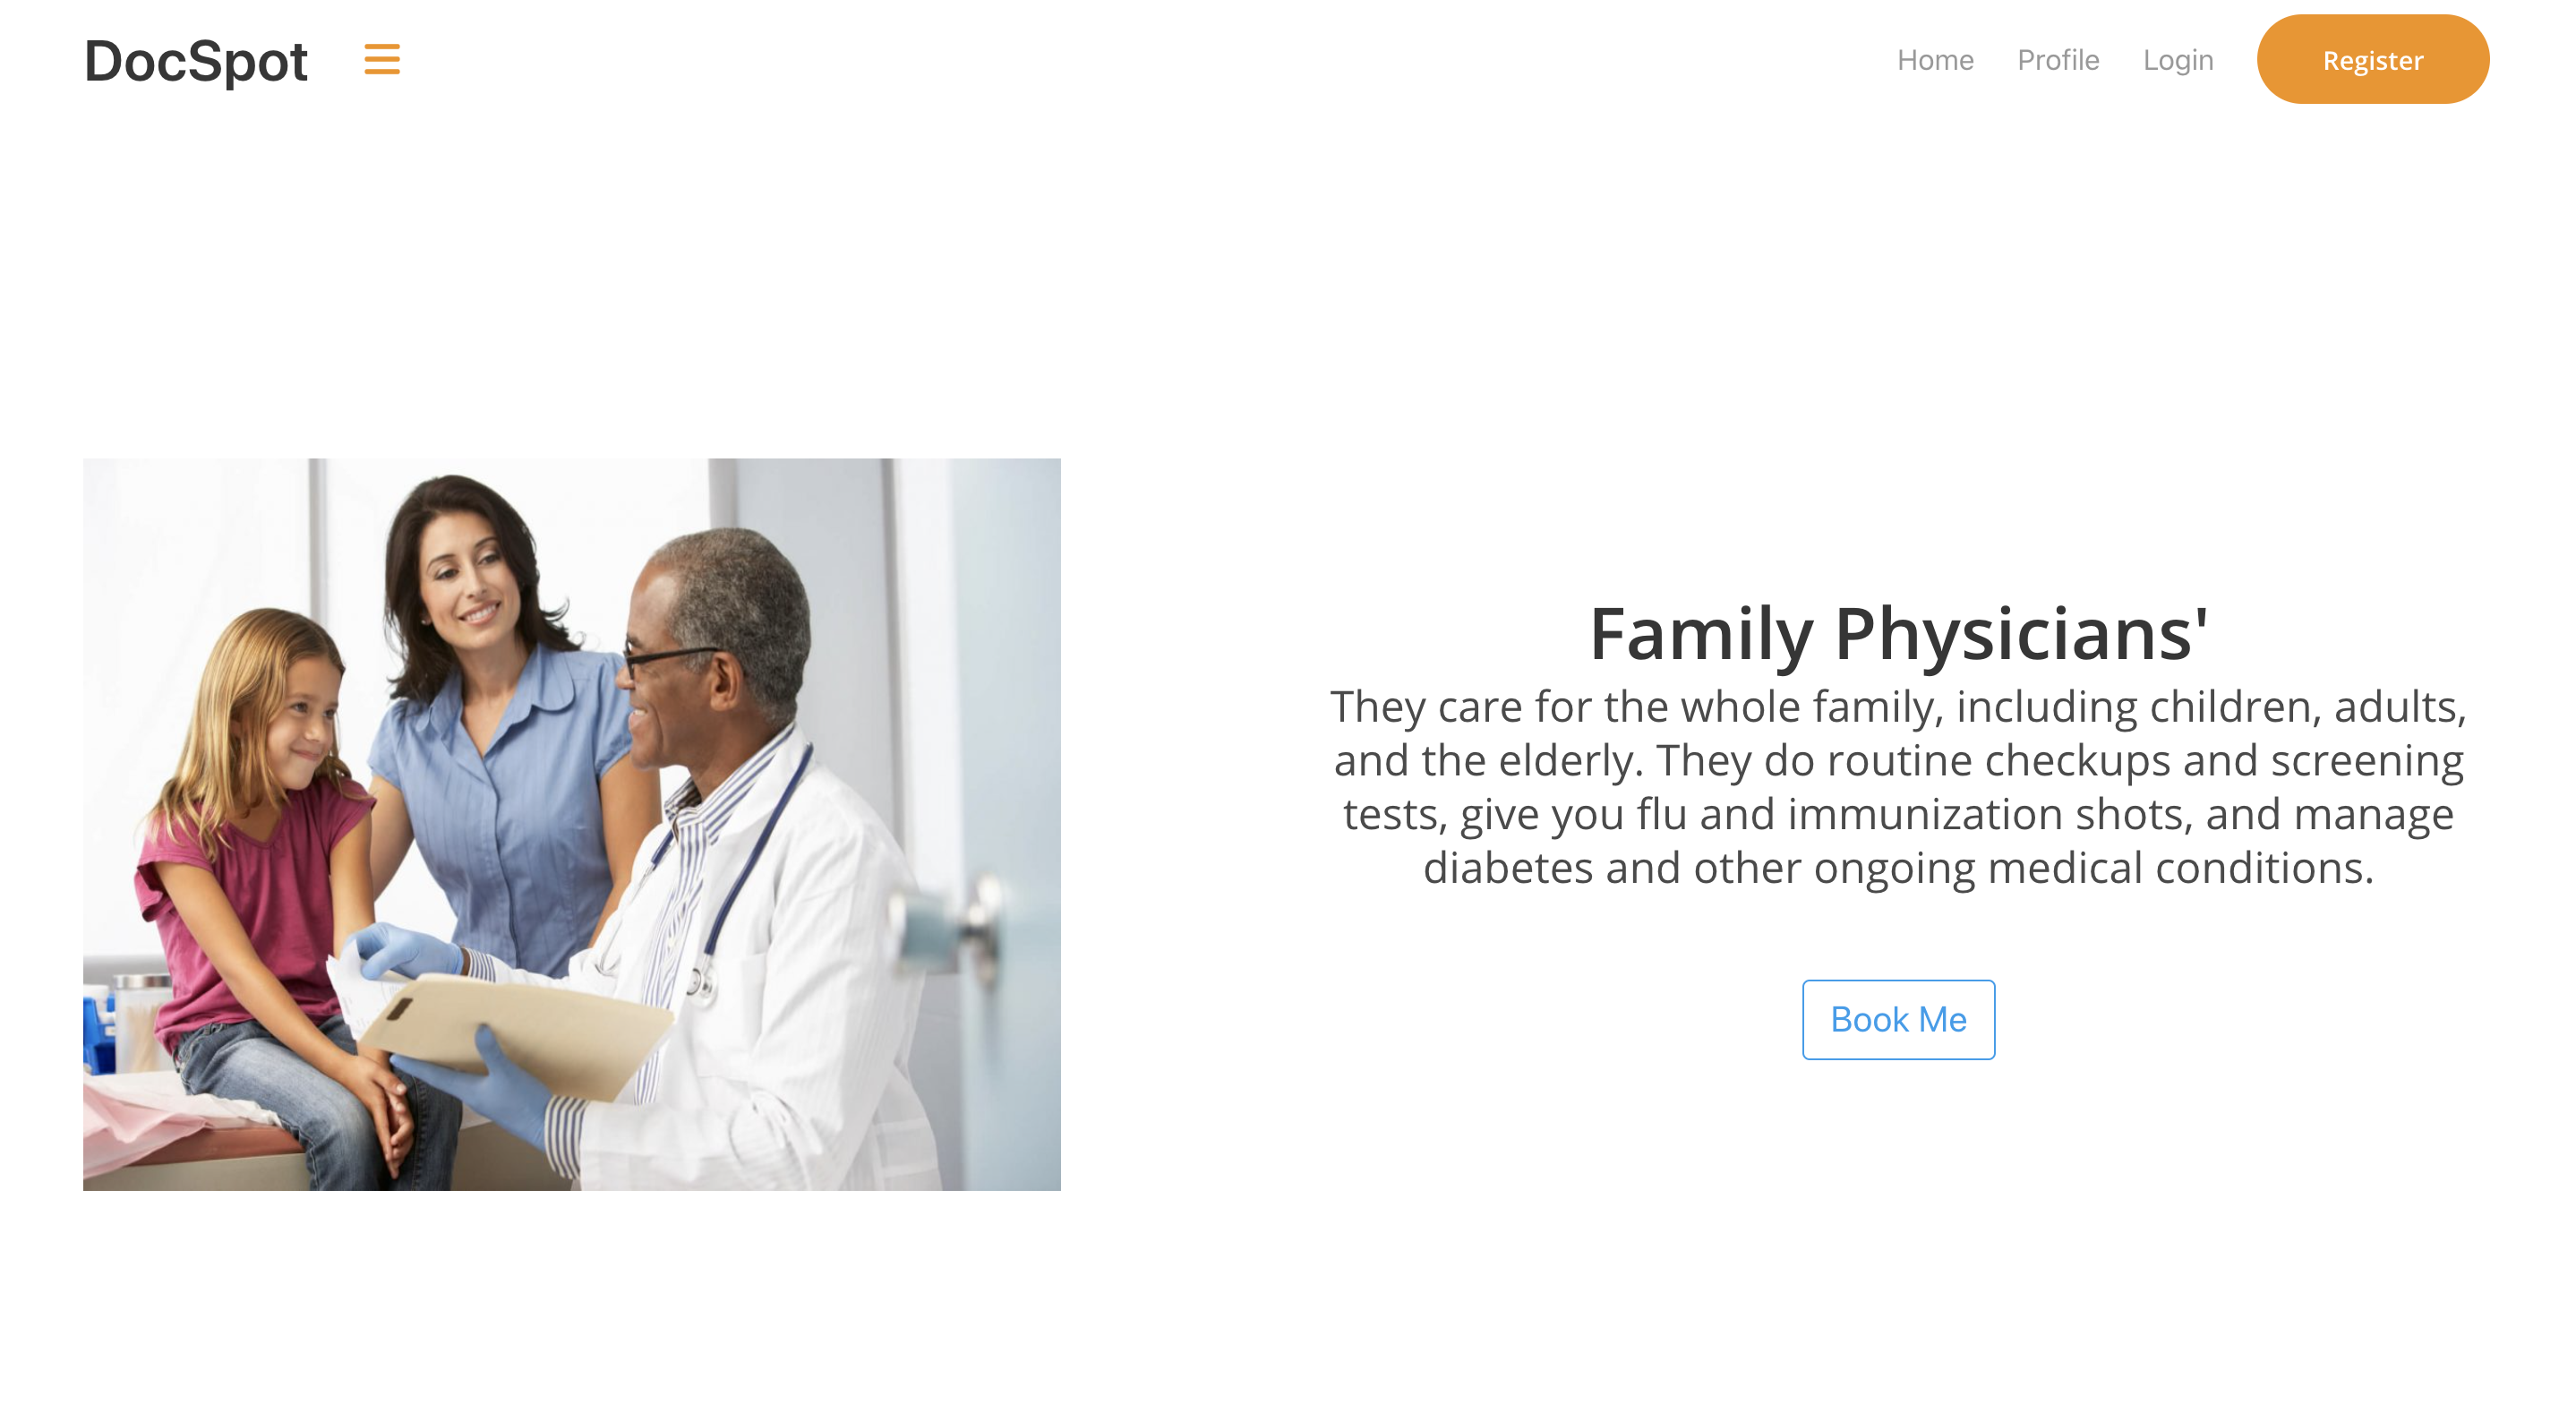 DocSpot
Home Profile Login Register
Family Physicians'
They care for the whole family, including children, adults,
and the elderly. They do routine checkups and screening
tests, give you flu and immunization shots, and manage
diabetes and other ongoing medical conditions.
Book Me